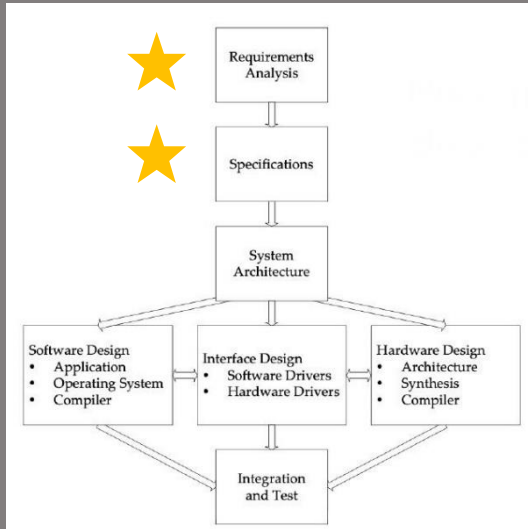 Requirements
Analysis
Specifications
System
Architecture
Software Design
• Application
• Operating System
• Compiler
Interface Design
• Software Drivers
• Hardware Drivers
Hardware Design
• Architecture
• Synthesis
• Compiler
Integration
and Test